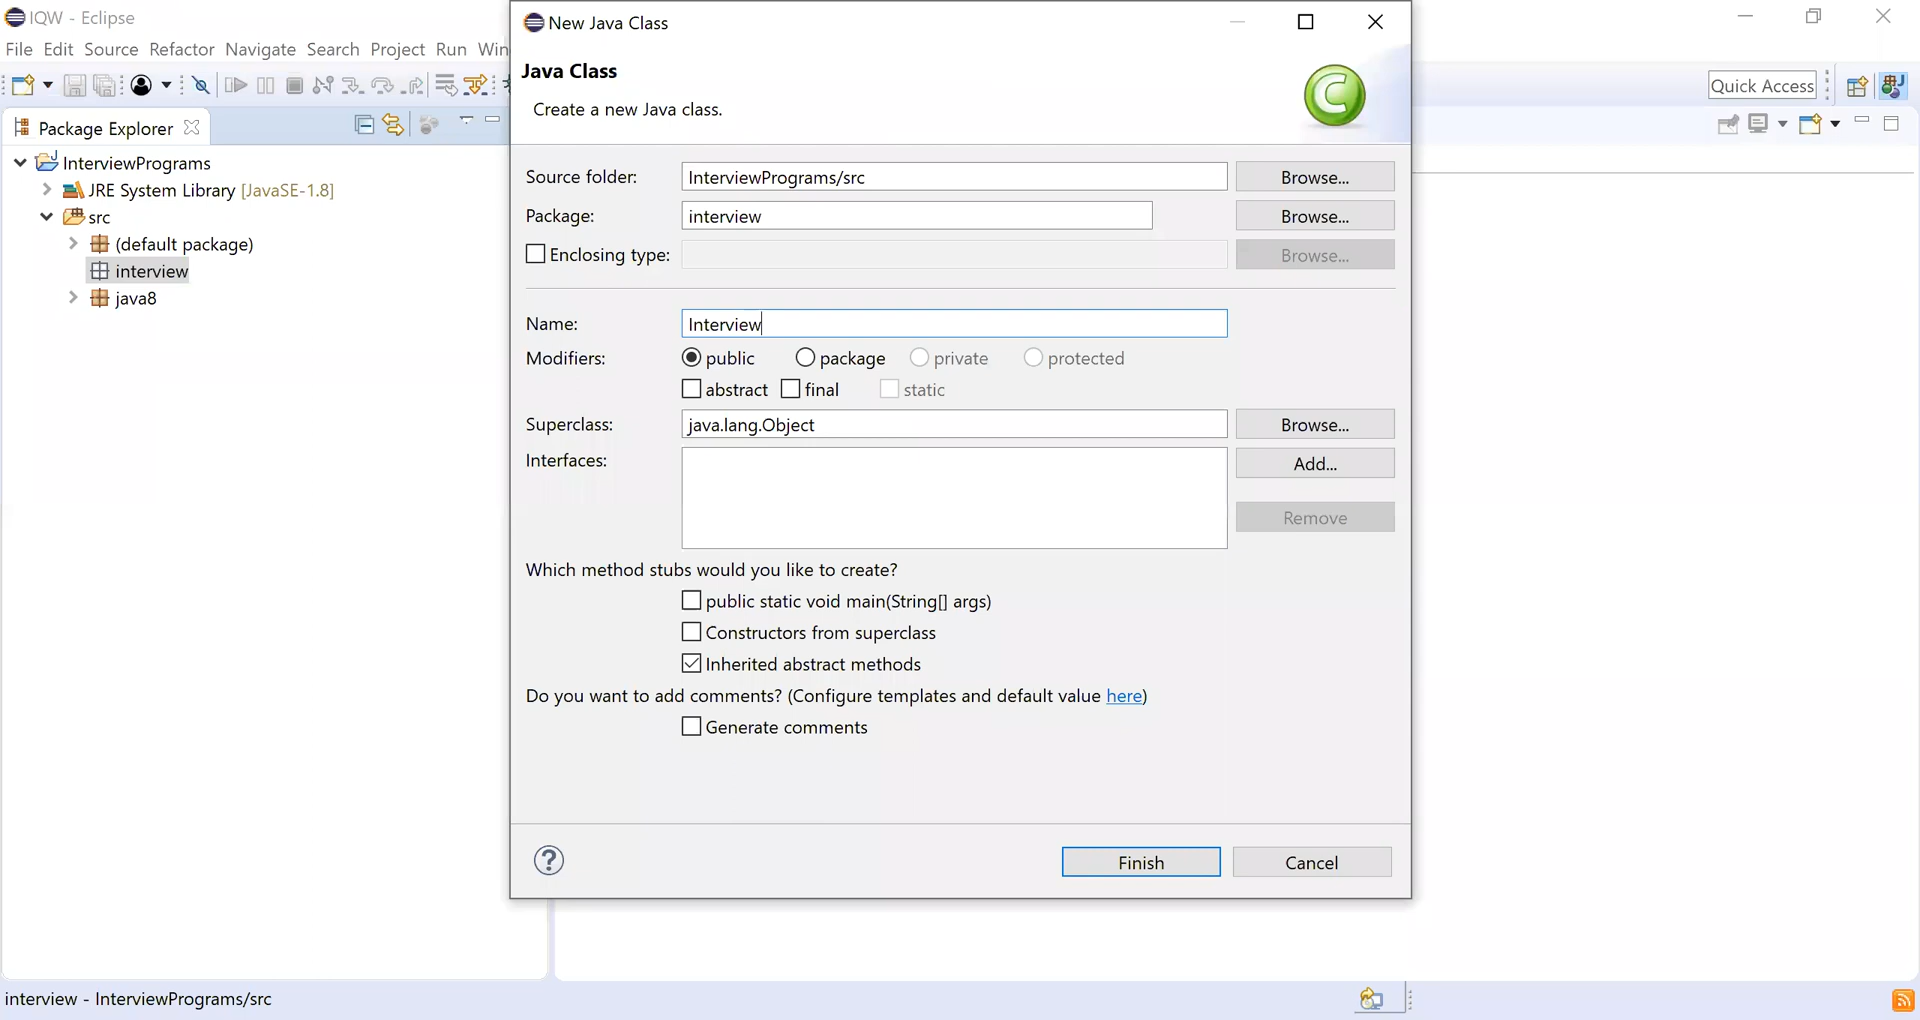 IQW - Eclipse
File Edit Source Refactor Navigate Search Project Run Win
Quick Access
Package Explorer
InterviewPrograms
JRE System Library [JavaSE-1.8]
src
(default package)
interview
java8
New Java Class
Java Class
Create a new Java class.
C
Source folder: InterviewPrograms/src Browse...
Package: interview Browse...
Enclosing type: Browse...
Name: Interview
Modifiers: public package private protected
abstract final static
Superclass: java.lang.Object Browse...
Interfaces: Add...
Remove
Which method stubs would you like to create?
public static void main(String[] args)
Constructors from superclass
Inherited abstract methods
Do you want to add comments? (Configure templates and default value here)
Generate comments
? Finish Cancel
interview - InterviewPrograms/src